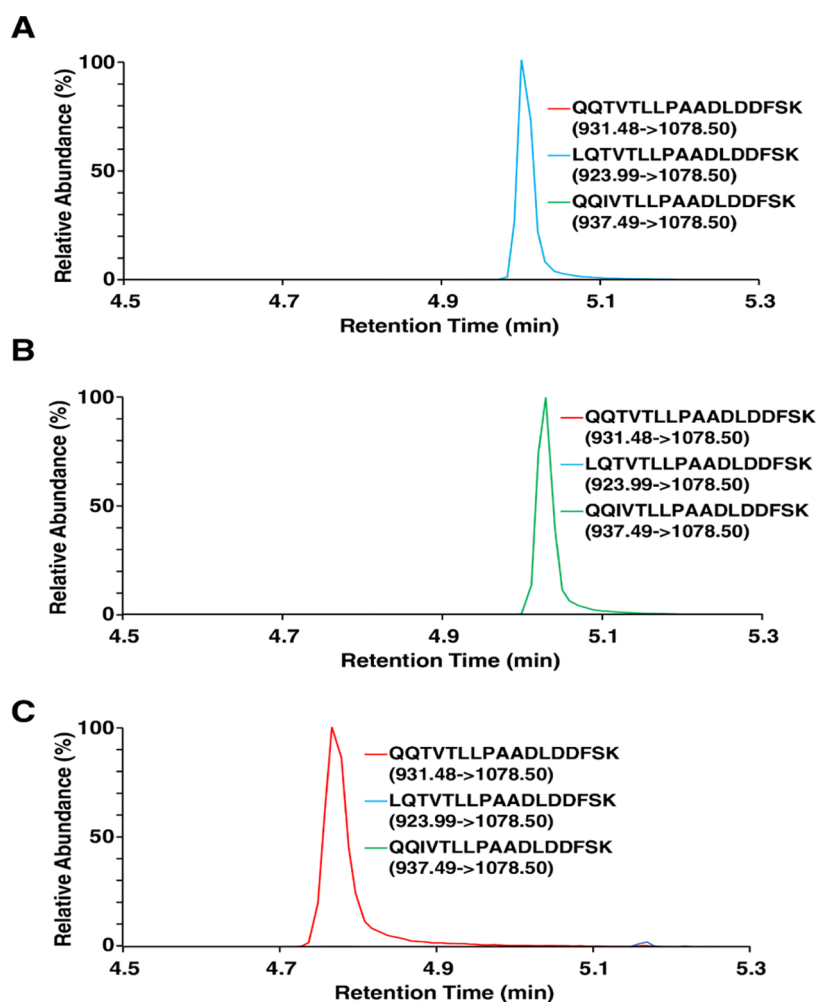 A
Relative Abundance (%)
100
50
0
QQTVTLLPAADLDDFSK
(931.48->1078.50)
LQTVTLLPAADLDDFSK
(923.99->1078.50)
QQIVTLLPAADLDDFSK
(937.49->1078.50)
4.5 4.7 4.9 5.1 5.3
Retention Time (min)
B
Relative Abundance (%)
100
50
0
QQTVTLLPAADLDDFSK
(931.48->1078.50)
LQTVTLLPAADLDDFSK
(923.99->1078.50)
QQIVTLLPAADLDDFSK
(937.49->1078.50)
4.5 4.7 4.9 5.1 5.3
Retention Time (min)
C
Relative Abundance (%)
100
50
0
QQTVTLLPAADLDDFSK
(931.48->1078.50)
LQTVTLLPAADLDDFSK
(923.99->1078.50)
QQIVTLLPAADLDDFSK
(937.49->1078.50)
4.5 4.7 4.9 5.1 5.3
Retention Time (min)